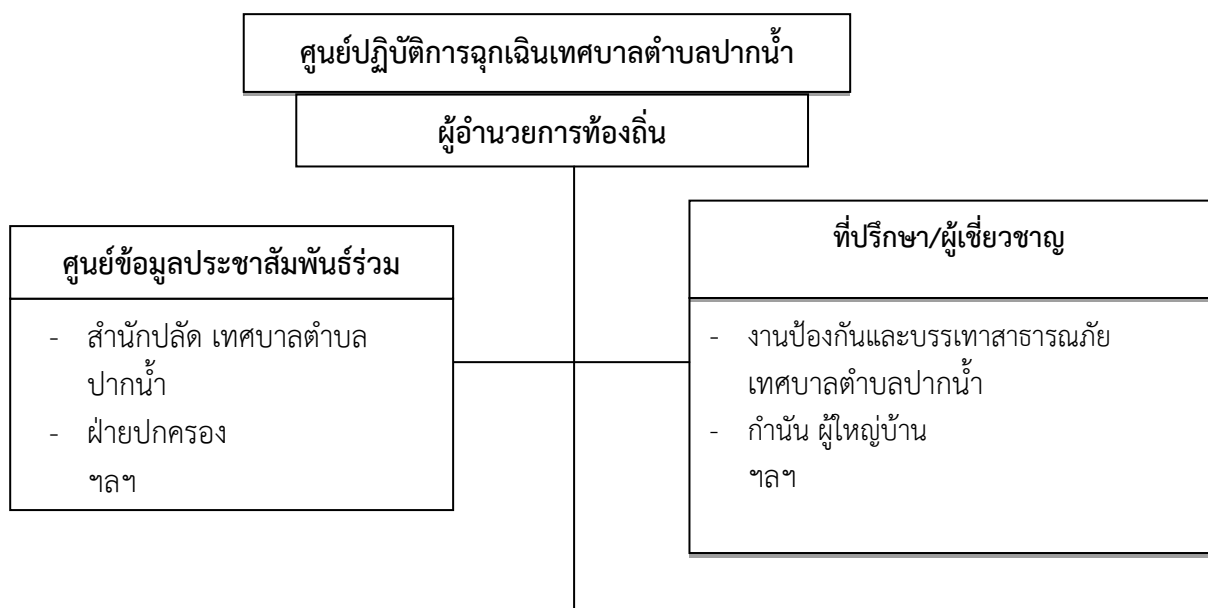 ศูนย์ปฏิบัติการฉุกเฉินเทศบาลตำบลปากน้ำ
ผู้อำนวยการท้องถิ่น
ศูนย์ข้อมูลประชาสัมพันธ์ร่วม
- สำนักปลัด เทศบาลตำบล
ปากน้ำ
- ฝ่ายปกครอง
ฯลฯ
ที่ปรึกษา/ผู้เชี่ยวชาญ
- งานป้องกันและบรรเทาสาธารณภัย
เทศบาลตำบลปากน้ำ
- กำนัน ผู้ใหญ่บ้าน
ฯลฯ